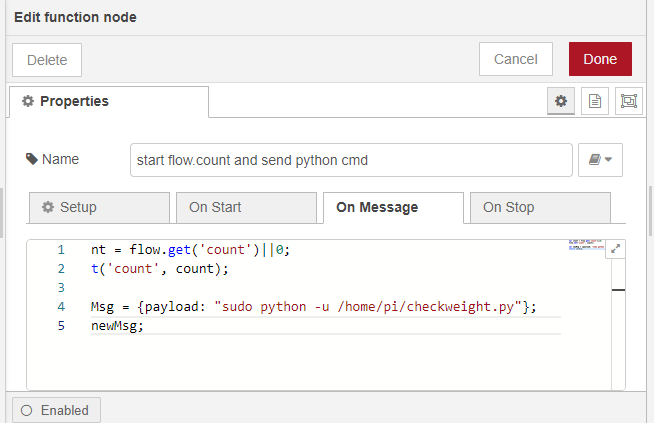 Edit function node
Delete
Cancel
Done
Properties
Name
start flow.count and send python cmd
Setup
On Start
On Message
On Stop
1 nt = flow.get('count')||0;
2 t('count', count);
3
4 Msg = {payload: "sudo python -u /home/pi/checkweight.py"};
5 newMsg;
Enabled